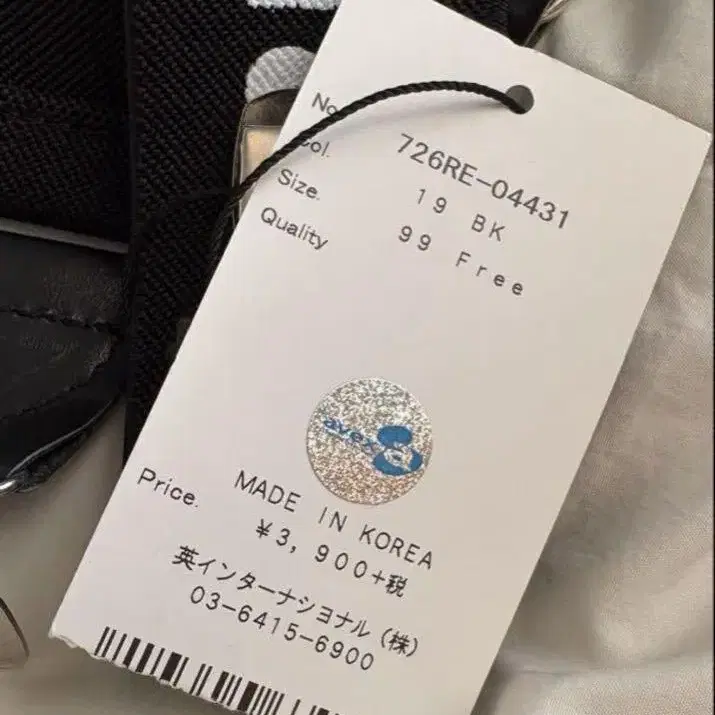 No. 726RE-04431
Col. 19 BK
Size. 99 Free
Quality
avex
MADE IN KOREA
Price. ¥3,900+税
英インターナショナル(株)
03-6415-6900